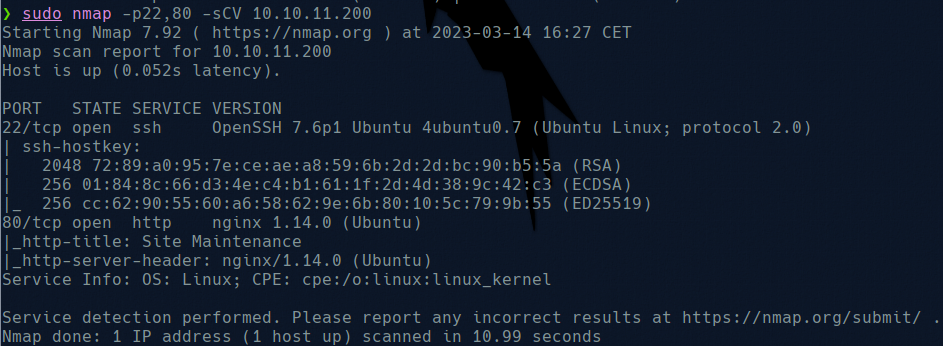 ❯ sudo nmap -p22,80 -sCV 10.10.11.200
Starting Nmap 7.92 ( https://nmap.org ) at 2023-03-14 16:27 CET
Nmap scan report for 10.10.11.200
Host is up (0.052s latency).

PORT   STATE SERVICE VERSION
22/tcp open  ssh     OpenSSH 7.6p1 Ubuntu 4ubuntu0.7 (Ubuntu Linux; protocol 2.0)
| ssh-hostkey:
|   2048 72:89:a0:95:7e:ce:ae:a8:59:6b:2d:2d:bc:90:b5:5a (RSA)
|   256 01:84:8c:66:d3:4e:c4:b1:61:1f:2d:4d:38:9c:42:c3 (ECDSA)
|_  256 cc:62:90:55:60:a6:58:62:9e:6b:80:10:5c:79:9b:55 (ED25519)
80/tcp open  http    nginx 1.14.0 (Ubuntu)
|_http-title: Site Maintenance
|_http-server-header: nginx/1.14.0 (Ubuntu)
Service Info: OS: Linux; CPE: cpe:/o:linux:linux_kernel

Service detection performed. Please report any incorrect results at https://nmap.org/submit/ .
Nmap done: 1 IP address (1 host up) scanned in 10.99 seconds